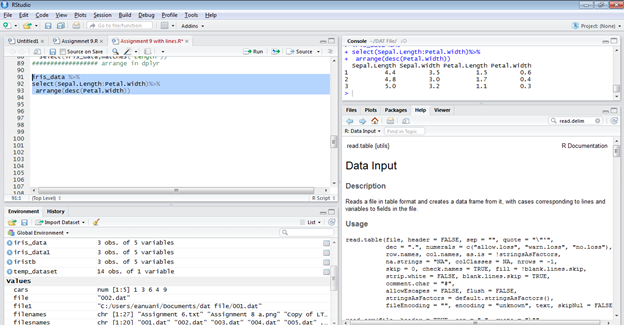 RStudio
File Edit Code View Plots Session Build Debug Profile Tools Help
Go to file/function
Addins
Project: (None)
Untitled1 Assignmnet 9.R Assignment 9 with lines.R*
Source on Save
Run
Source
89
90 ################## arrange in dplyr
91 iris_data %>%
92 select(Sepal.Length:Petal.Width)%>%
93 arrange(desc(Petal.Width))
94
95
96
97
98
99
100
101
102
103
104
105
106
107
108
91:1 (Top Level) R Script
Environment History
Import Dataset
List
Global Environment
iris_data 3 obs. of 5 variables
iris_data1 3 obs. of 5 variables
iristb 3 obs. of 5 variables
temp_dataset 14 obs. of 1 variable
Values
cars num [1:5] 1 3 6 4 9
file "002.dat"
file1 "C:/Users/eanuani/Documents/dat file/001.dat"
filenames chr [1:27] "Assignment 6.txt" "Assignment 8 a.png" "Copy of LT…
filenames1 chr [1:20] "001.dat" "002.dat" "003.dat" "004.dat" "005.dat"
Console ~/DAT File/
+ select(Sepal.Length:Petal.Width)%>%
+ arrange(desc(Petal.Width))
Sepal.Length Sepal.Width Petal.Length Petal.Width
1 4.4 3.5 1.5 0.6
2 4.8 3.0 1.7 0.4
3 5.0 3.2 1.1 0.3
>
Files Plots Packages Help Viewer
read.delim
R: Data Input
Find in Topic
read.table {utils} R Documentation
Data Input
Description
Reads a file in table format and creates a data frame from it, with cases corresponding to lines and
variables to fields in the file.
Usage
read.table(file, header = FALSE, sep = "", quote = "\"'",
dec = ".", numerals = c("allow.loss", "warn.loss", "no.loss"),
row.names, col.names, as.is = !stringsAsFactors,
na.strings = "NA", colClasses = NA, nrows = -1,
skip = 0, check.names = TRUE, fill = !blank.lines.skip,
strip.white = FALSE, blank.lines.skip = TRUE,
comment.char = "#",
allowEscapes = FALSE, flush = FALSE,
stringsAsFactors = default.stringsAsFactors(),
fileEncoding = "", encoding = "unknown", text, skipNul = FALSE